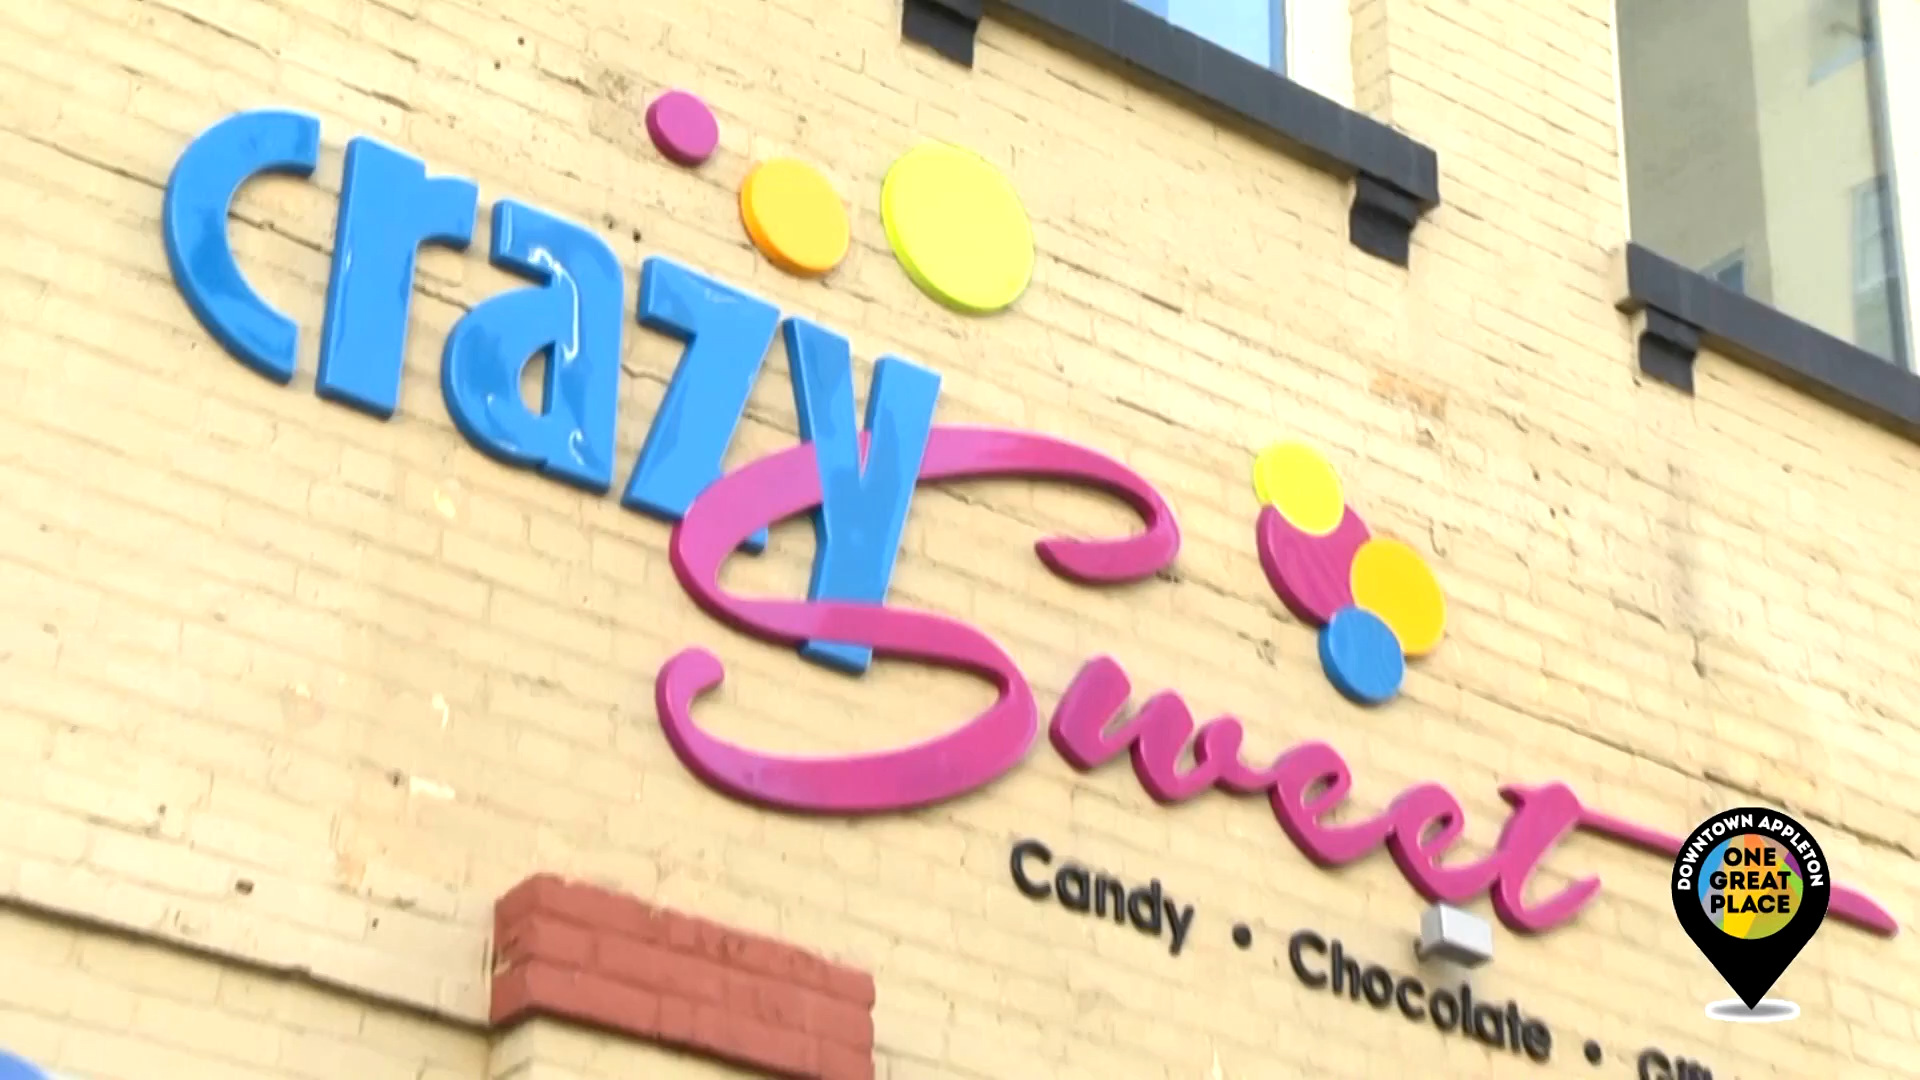 crazy
Sweet
Candy • Chocolate •
DOWNTOWN APPLETON
ONE
GREAT
PLACE